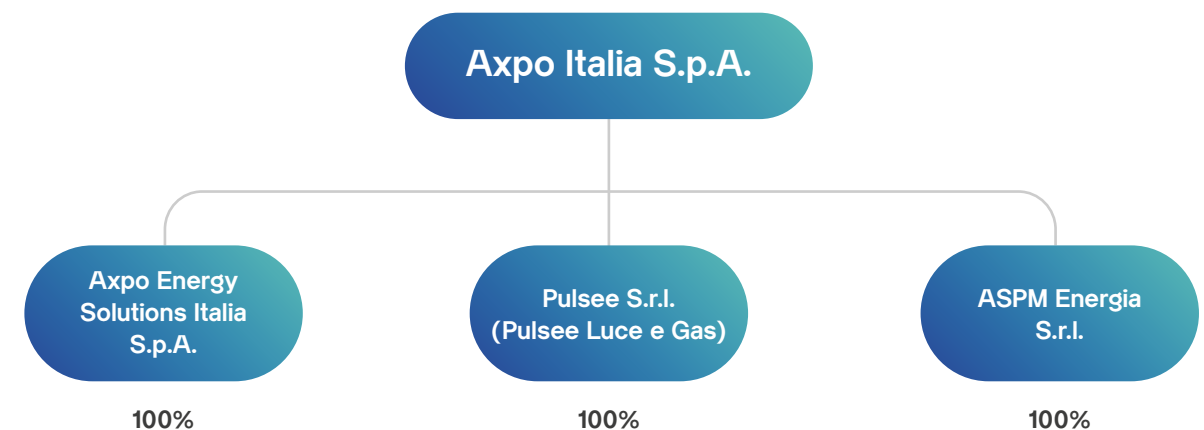 Axpo Italia S.p.A.
Axpo Energy
Solutions Italia
S.p.A.
Pulsee S.r.l.
(Pulsee Luce e Gas)
ASPM Energia
S.r.l.
100%
100%
100%